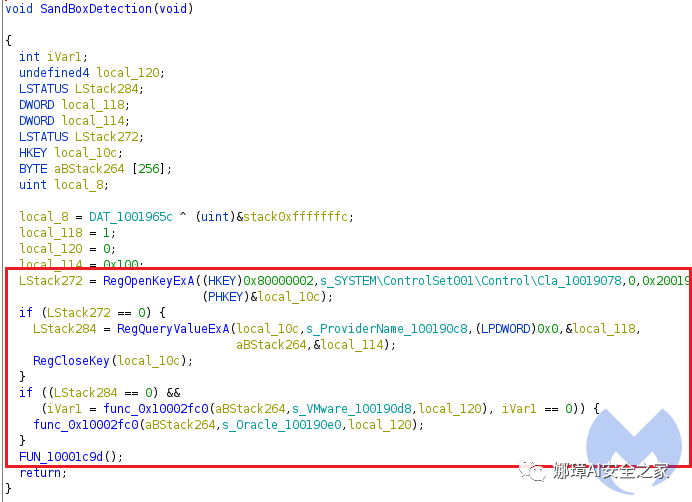 void SandBoxDetection(void)
{
int iVar1;
undefined4 local_120;
LSTATUS LStack284;
DWORD local_118;
DWORD local_114;
LSTATUS LStack272;
HKEY local_10c;
BYTE aBStack264 [256];
uint local_8;
local_8 = DAT_1001965c ^ (uint)&stack0xfffffffc;
local_118 = 1;
local_120 = 0;
local_114 = 0x100;
LStack272 = RegOpenKeyExA((HKEY)0x80000002,s_SYSTEM\ControlSet001\Control\Cla_10019078,0,0x20019
(PHKEY)&local_10c);
if (LStack272 == 0) {
LStack284 = RegQueryValueExA(local_10c,s_ProviderName_100190c8,(LPDWORD)0x0,&local_118,
aBStack264,&local_114);
RegCloseKey(local_10c);
}
if ((LStack284 == 0) &&
(iVar1 = func_0x10002fc0(aBStack264,s_VMware_100190d8,local_120), iVar1 == 0)) {
func_0x10002fc0(aBStack264,s_Oracle_100190e0,local_120);
}
FUN_10001c9d();
return;
}
娜璋AI安全之家